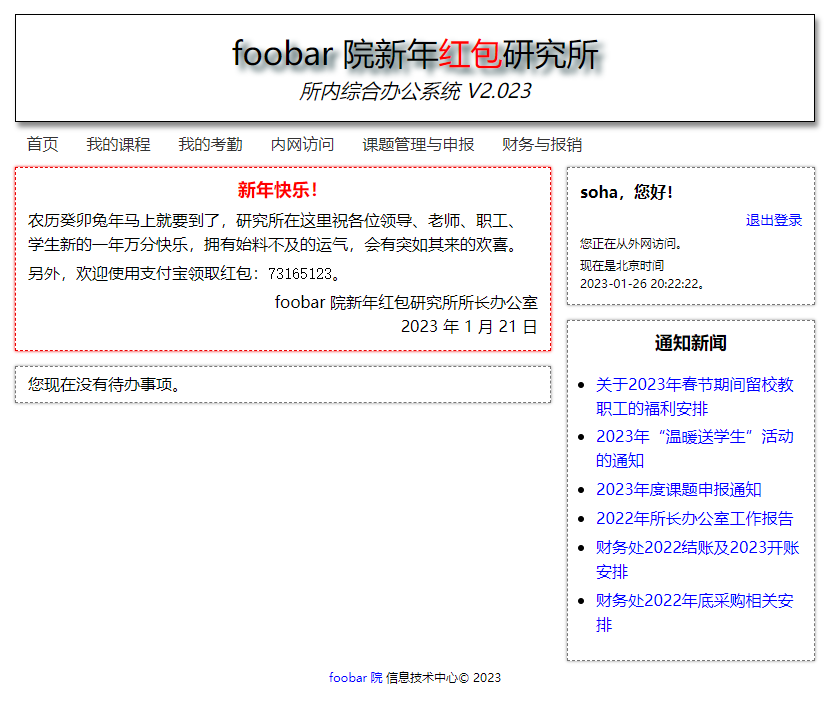 foobar 院新年红包研究所
所内综合办公系统 V2.023
首页 我的课程 我的考勤 内网访问 课题管理与申报 财务与报销
新年快乐！
农历癸卯兔年马上就要到了，研究所在这里祝各位领导、老师、职工、
学生新的一年万分快乐，拥有始料不及的运气，会有突如其来的欢喜。
另外，欢迎使用支付宝领取红包：73165123。
foobar 院新年红包研究所所长办公室
2023 年 1 月 21 日
您现在没有待办事项。
soha，您好！
退出登录
您正在从外网访问。
现在是北京时间
2023-01-26 20:22:22。
通知新闻
关于2023年春节期间留校教
职工的福利安排
2023年“温暖送学生”活动
的通知
2023年度课题申报通知
2022年所长办公室工作报告
财务处2022结账及2023开账
安排
财务处2022年底采购相关安
排
foobar 院 信息技术中心© 2023